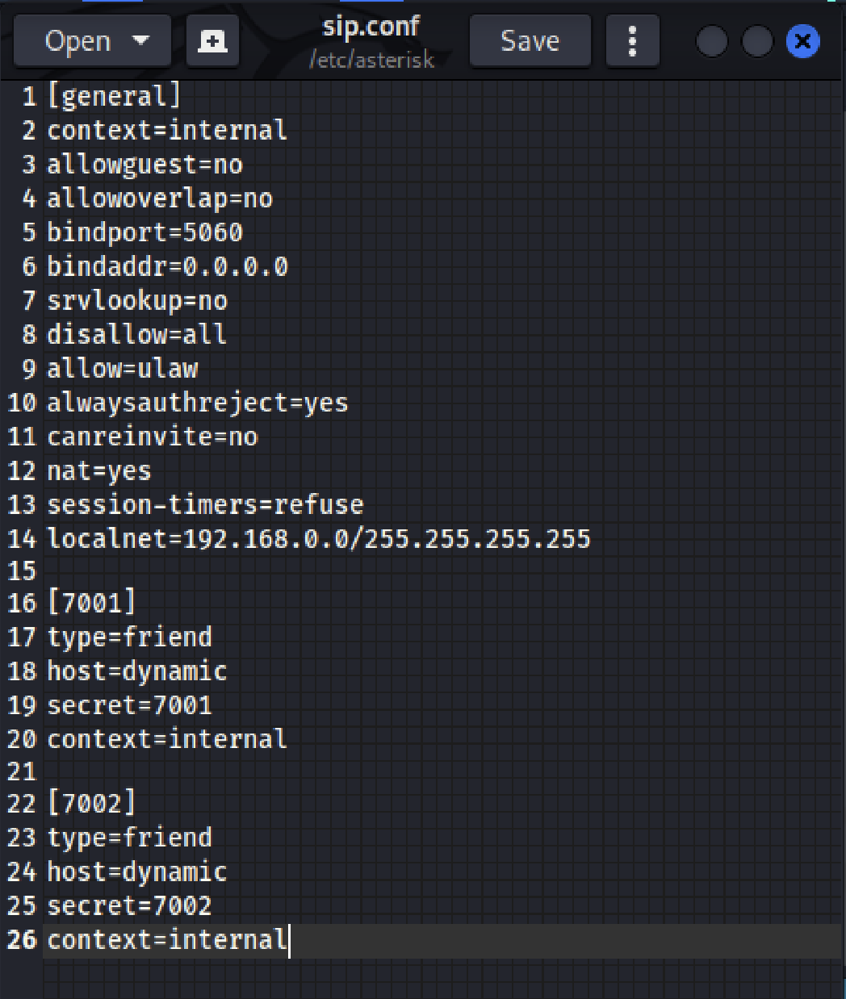 Open
sip.conf
/etc/asterisk
Save
1 [general]
2 context=internal
3 allowguest=no
4 allowoverlap=no
5 bindport=5060
6 bindaddr=0.0.0.0
7 srvlookup=no
8 disallow=all
9 allow=ulaw
10 alwaysauthreject=yes
11 canreinvite=no
12 nat=yes
13 session-timers=refuse
14 localnet=192.168.0.0/255.255.255.255
15
16 [7001]
17 type=friend
18 host=dynamic
19 secret=7001
20 context=internal
21
22 [7002]
23 type=friend
24 host=dynamic
25 secret=7002
26 context=internal